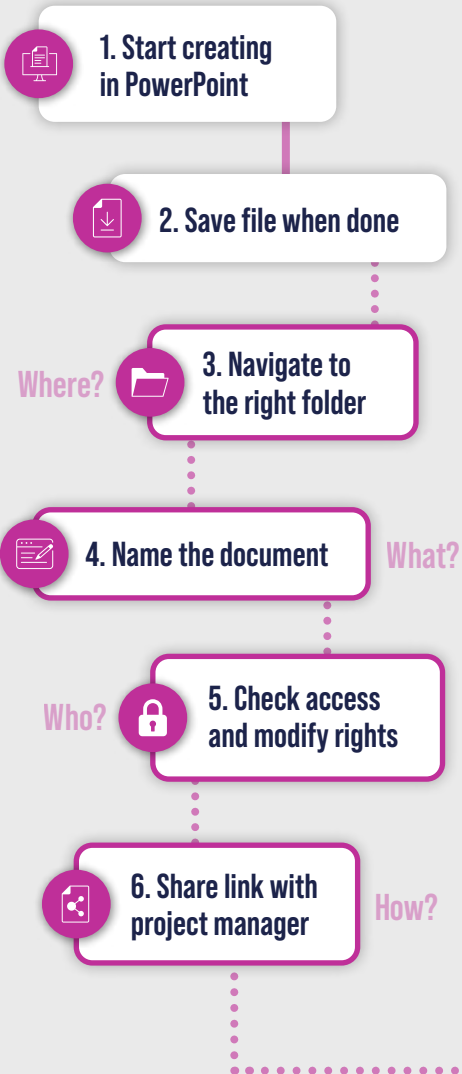 1. Start creating
in PowerPoint
2. Save file when done
Where?
3. Navigate to
the right folder
4. Name the document
What?
Who?
5. Check access
and modify rights
6. Share link with
project manager
How?